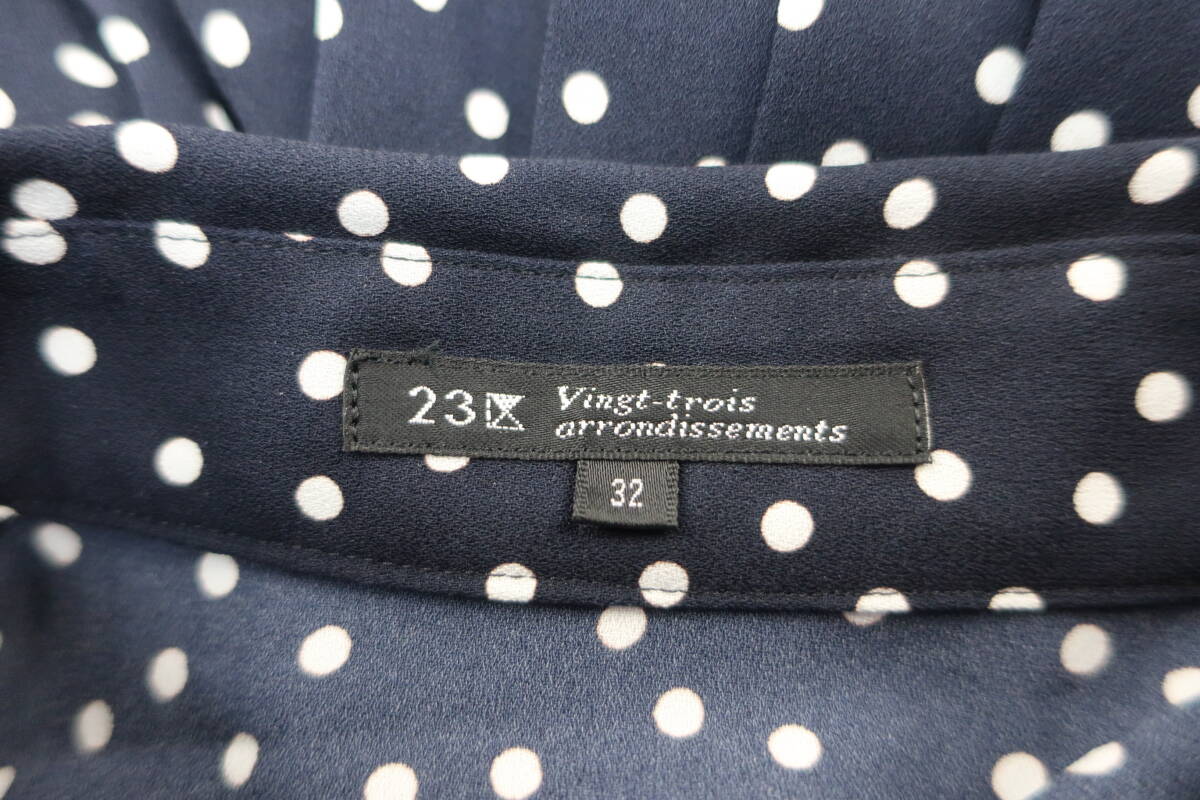 23区 Vingt-trois
arrondissements
32